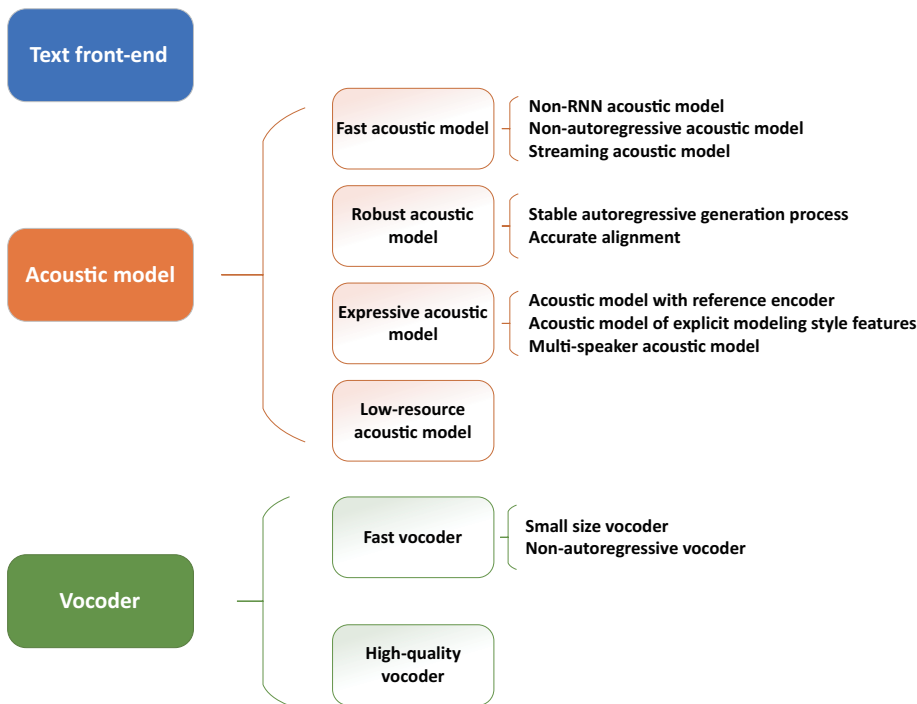 Text front-end
Acoustic model
Fast acoustic model
Non-RNN acoustic model
Non-autoregressive acoustic model
Streaming acoustic model
Robust acoustic
model
Stable autoregressive generation process
Accurate alignment
Expressive acoustic
model
Acoustic model with reference encoder
Acoustic model of explicit modeling style features
Multi-speaker acoustic model
Low-resource
acoustic model
Vocoder
Fast vocoder
Small size vocoder
Non-autoregressive vocoder
High-quality
vocoder